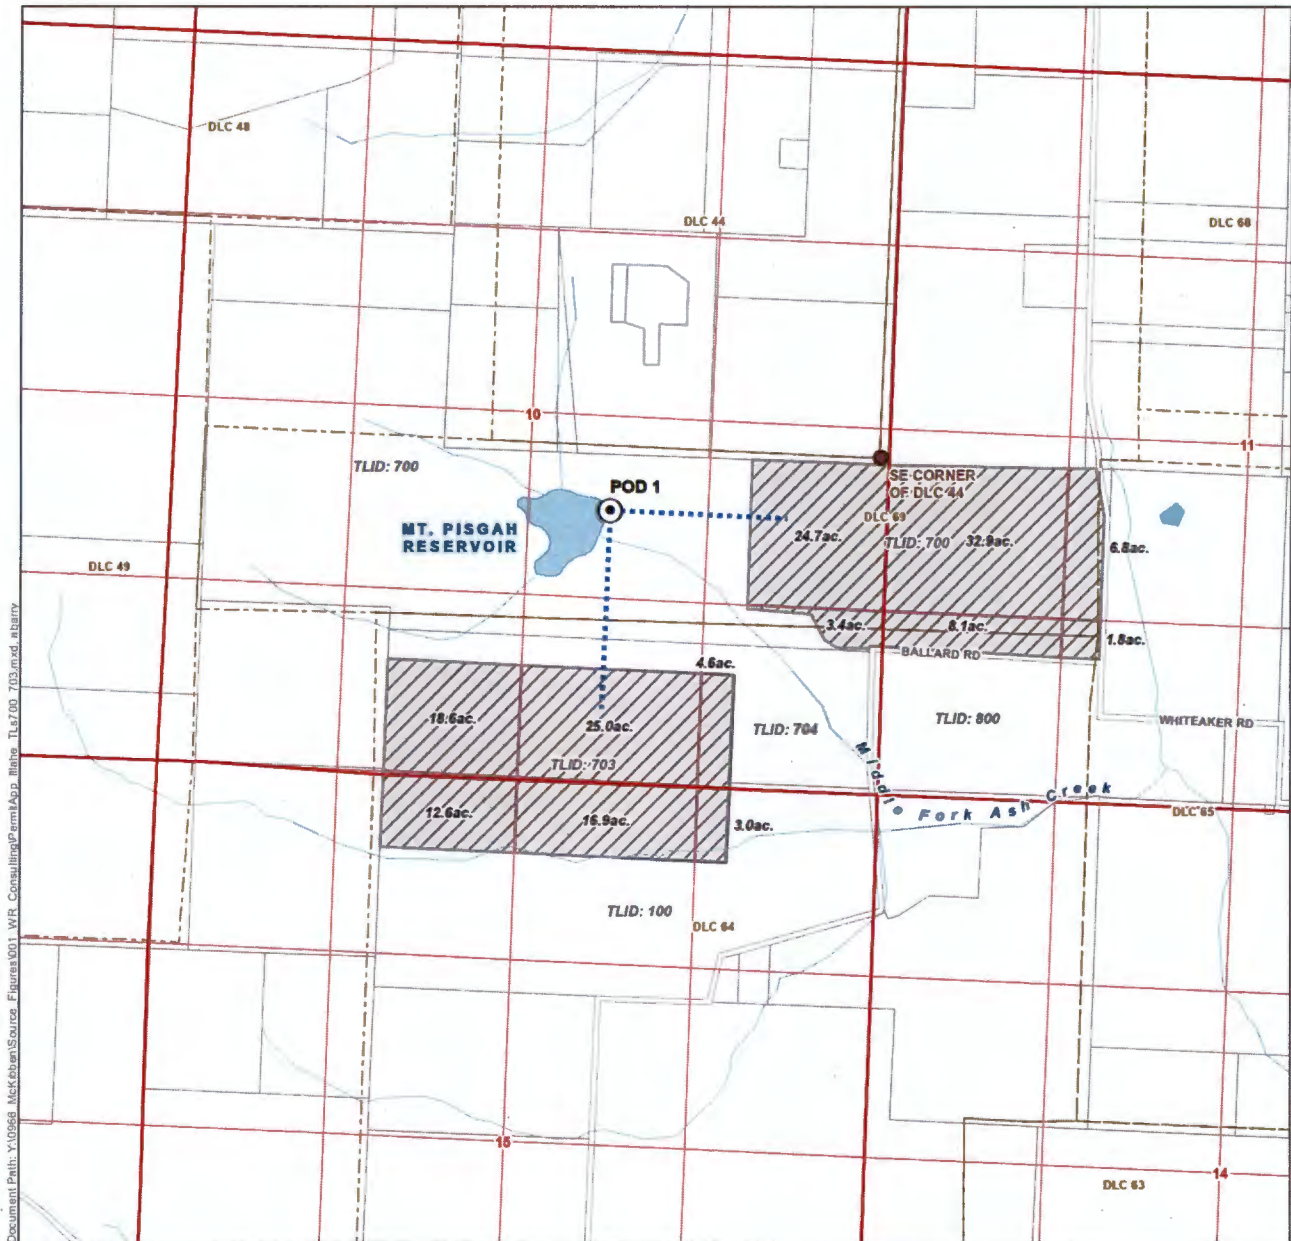 DLC 48
DLC 44
DLC 68
10
11
TLID: 700
POD 1
SE CORNER
OF DLC 44
MT. PISGAH
RESERVOIR
DLC 69
24.7ac.
TLID: 700
32.9ac.
6.8ac.
DLC 49
3.4ac.
8.1ac.
1.8ac.
BALLARD RD
4.6ac.
18.6ac.
25.0ac.
TLID: 704
TLID: 800
WHITEAKER RD
TLID: 703
Middle Fork Ash Creek
12.6ac.
16.9ac.
3.0ac.
DLC 65
TLID: 100
DLC 64
15
14
DLC 63